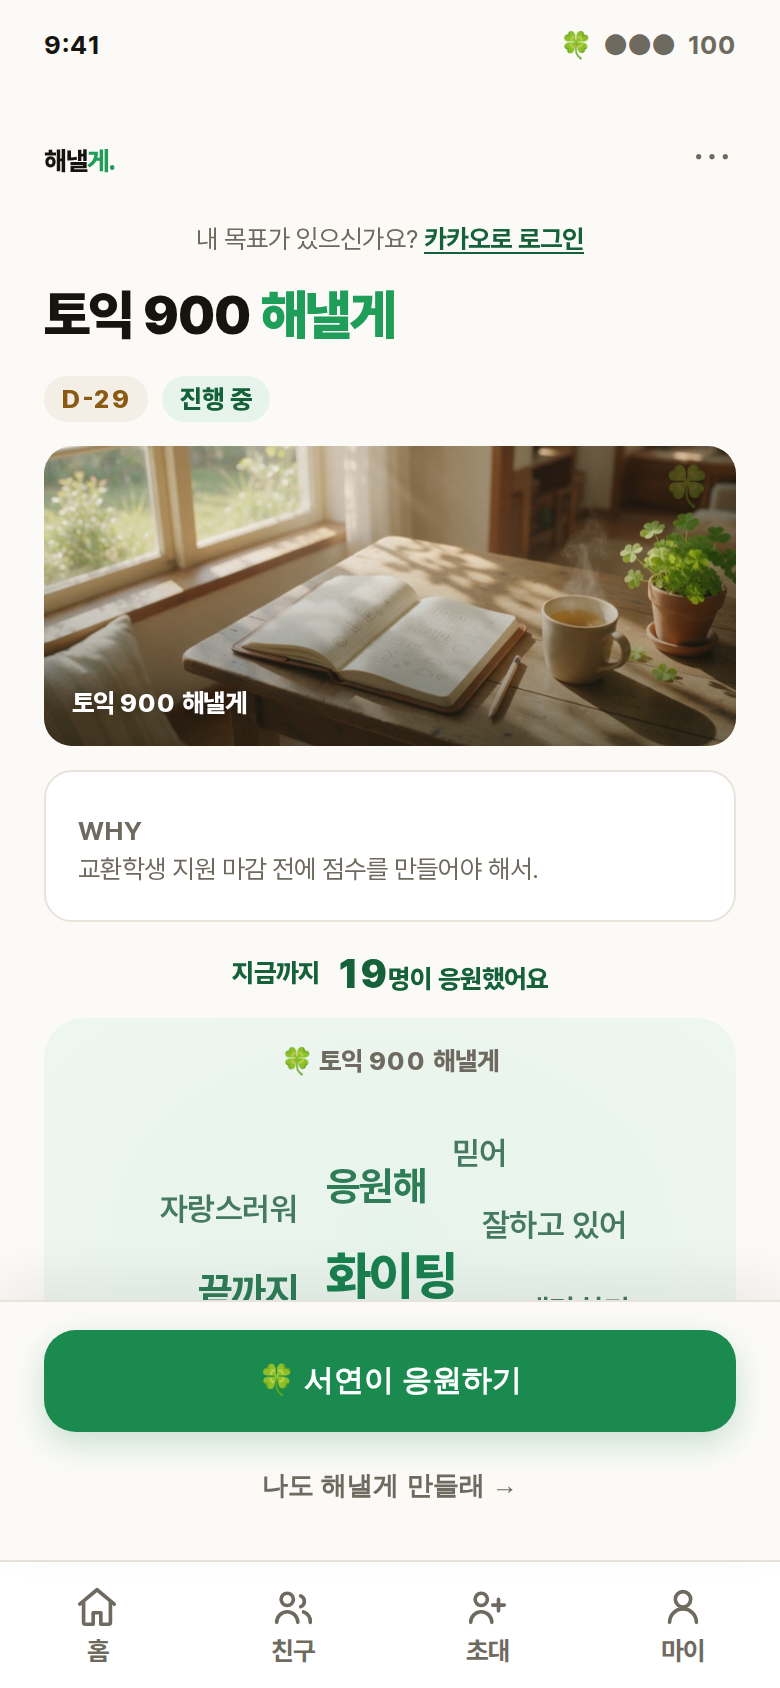 9:41 100
해낼게. ···
내 목표가 있으신가요? 카카오로 로그인
토익 900 해낼게
D-29 진행 중
토익 900 해낼게
WHY
교환학생 지원 마감 전에 점수를 만들어야 해서.
지금까지 19명이 응원했어요
🍀 토익 900 해낼게
믿어
응원해
자랑스러워
잘하고 있어
화이팅
끝까지
🍀 서연이 응원하기
나도 해낼게 만들래 →
홈 친구 초대 마이